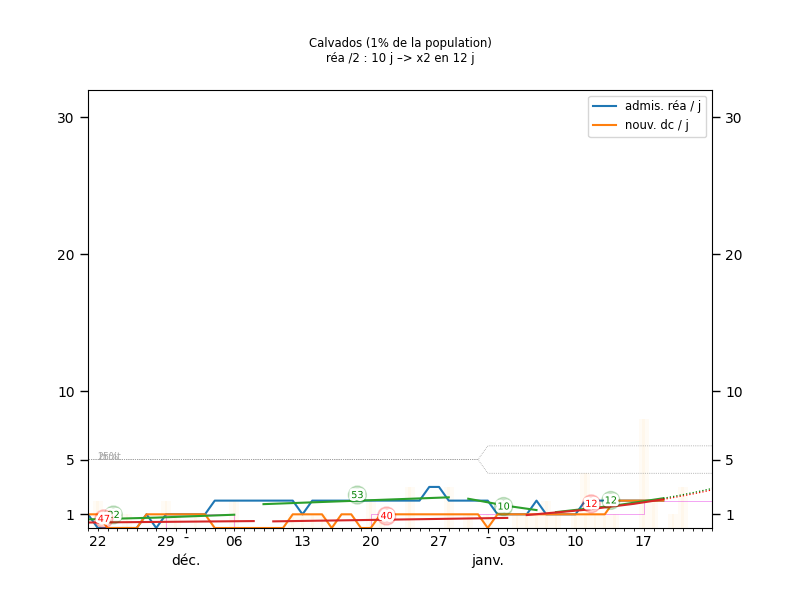 Calvados (1% de la population)
réa /2 : 10 j –> x2 en 12 j
admis. réa / j
nouv. dc / j
30 30
20 20
10 10
5 5
1 1
53
10
12 12
47
40
22 29 - 06 13 20 27 - 03 10 17
déc. janv.